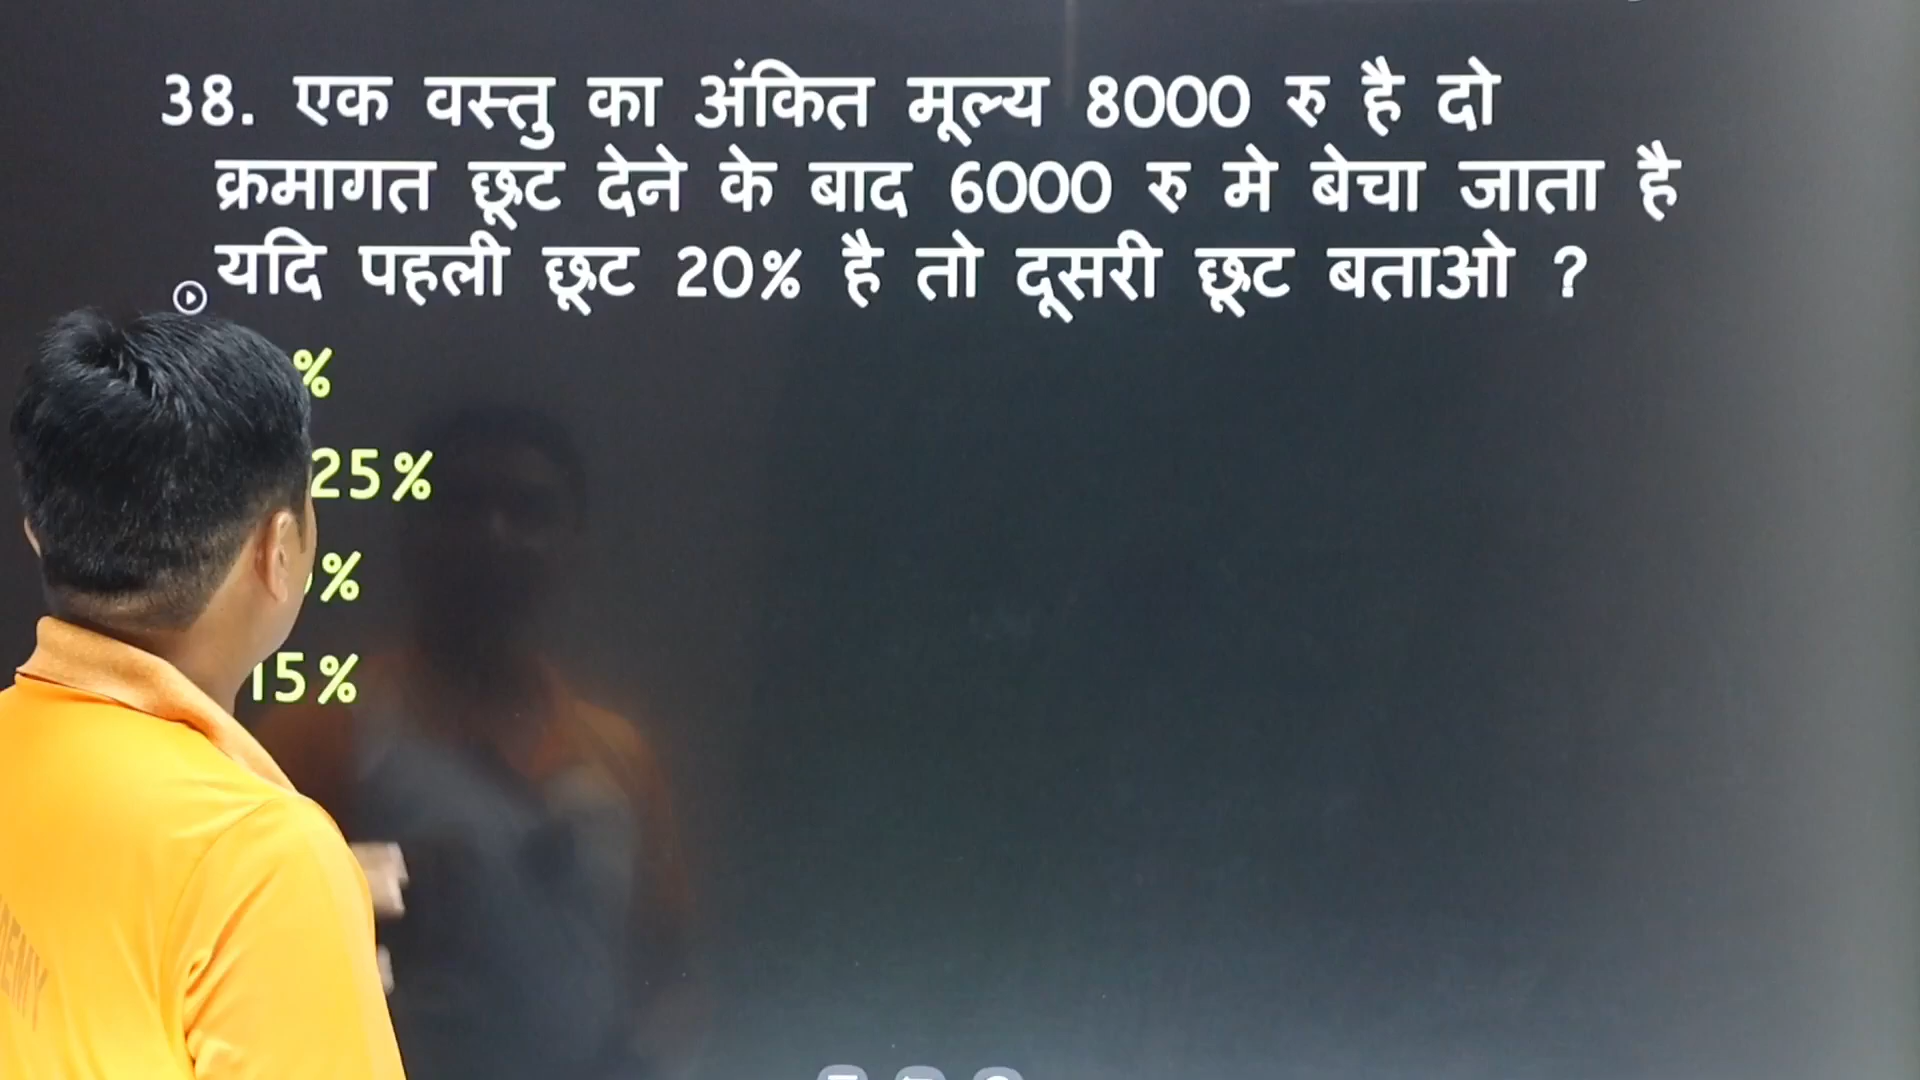 38. एक वस्तु का अंकित मूल्य 8000 रु है दो
क्रमागत छूट देने के बाद 6000 रु मे बेचा जाता है
यदि पहली छूट 20% है तो दूसरी छूट बताओ ?
%
25%
%
15%